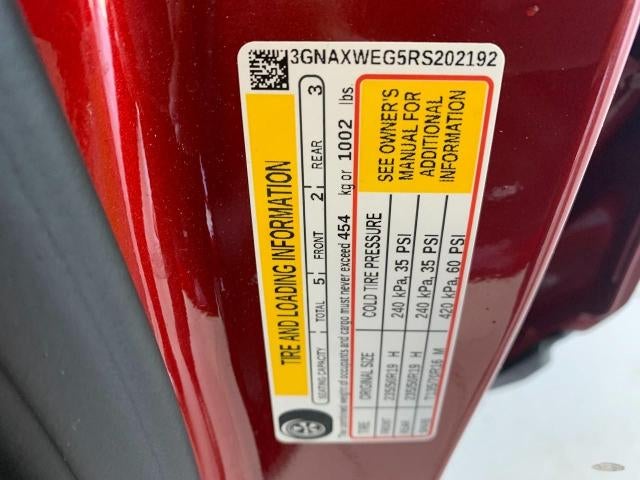 3GNAXWEG5RS202192
TIRE AND LOADING INFORMATION
SEATING CAPACITY TOTAL 5 FRONT 2 REAR 3
The combined weight of occupants and cargo must never exceed 454 kg or 1002 lbs
TIRE ORIGINAL SIZE COLD TIRE PRESSURE
FRONT 235/50R19 H 240 kPa, 35 PSI
REAR 235/50R19 H 240 kPa, 35 PSI
SPARE T135/70R16 M 420 kPa, 60 PSI
SEE OWNER'S
MANUAL FOR
ADDITIONAL
INFORMATION